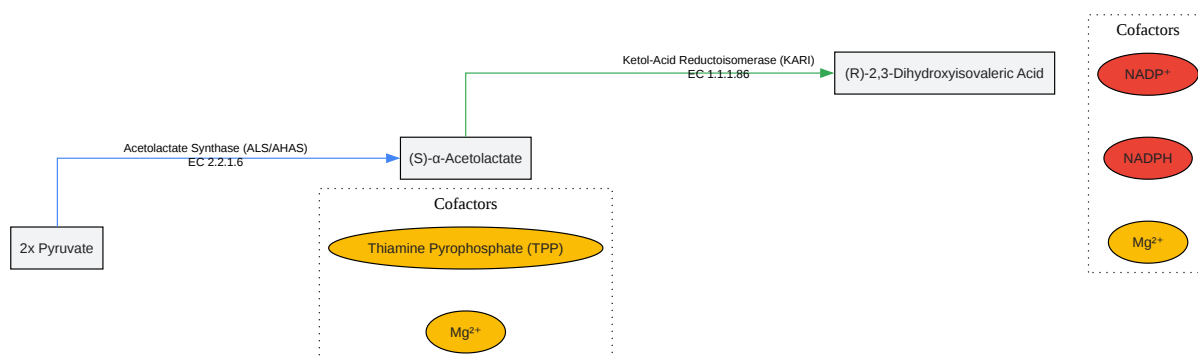 Cofactors
Ketol-Acid Reductoisomerase (KARI)
EC 1.1.1.86
(R)-2,3-Dihydroxyisovaleric Acid
NADP⁺
Acetolactate Synthase (ALS/AHAS)
EC 2.2.1.6
(S)-α-Acetolactate
NADPH
Cofactors
2x Pyruvate
Thiamine Pyrophosphate (TPP)
Mg²⁺
Mg²⁺